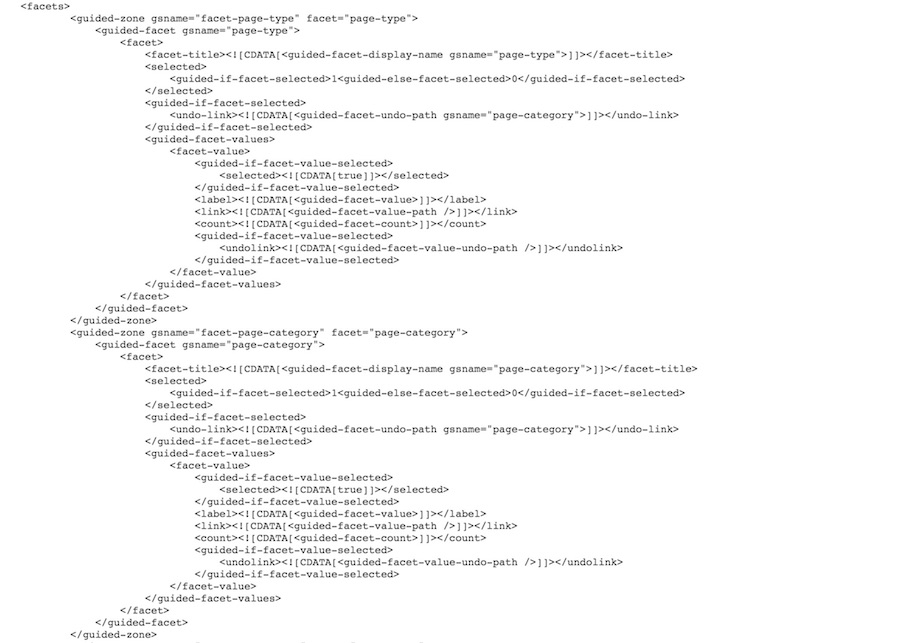 <facets>
<guided-zone gsname="facet-page-type" facet="page-type">
<guided-facet gsname="page-type">
<facet>
<facet-title><![CDATA[<guided-facet-display-name gsname="page-type">]]></facet-title>
<selected>
<guided-if-facet-selected>1<guided-else-facet-selected>0</guided-if-facet-selected>
</selected>
<guided-if-facet-selected>
<undo-link><![CDATA[<guided-facet-undo-path gsname="page-category">]]></undo-link>
</guided-if-facet-selected>
<guided-facet-values>
<facet-value>
<guided-if-facet-value-selected>
<selected><![CDATA[true]]></selected>
</guided-if-facet-value-selected>
<label><![CDATA[<guided-facet-value>]]></label>
<link><![CDATA[<guided-facet-value-path />]]></link>
<count><![CDATA[<guided-facet-count>]]></count>
<guided-if-facet-value-selected>
<undolink><![CDATA[<guided-facet-value-undo-path />]]></undolink>
</guided-if-facet-value-selected>
</facet-value>
</guided-facet-values>
</facet>
</guided-facet>
</guided-zone>
<guided-zone gsname="facet-page-category" facet="page-category">
<guided-facet gsname="page-category">
<facet>
<facet-title><![CDATA[<guided-facet-display-name gsname="page-category">]]></facet-title>
<selected>
<guided-if-facet-selected>1<guided-else-facet-selected>0</guided-if-facet-selected>
</selected>
<guided-if-facet-selected>
<undo-link><![CDATA[<guided-facet-undo-path gsname="page-category">]]></undo-link>
</guided-if-facet-selected>
<guided-facet-values>
<facet-value>
<guided-if-facet-value-selected>
<selected><![CDATA[true]]></selected>
</guided-if-facet-value-selected>
<label><![CDATA[<guided-facet-value>]]></label>
<link><![CDATA[<guided-facet-value-path />]]></link>
<count><![CDATA[<guided-facet-count>]]></count>
<guided-if-facet-value-selected>
<undolink><![CDATA[<guided-facet-value-undo-path />]]></undolink>
</guided-if-facet-value-selected>
</facet-value>
</guided-facet-values>
</facet>
</guided-facet>
</guided-zone>